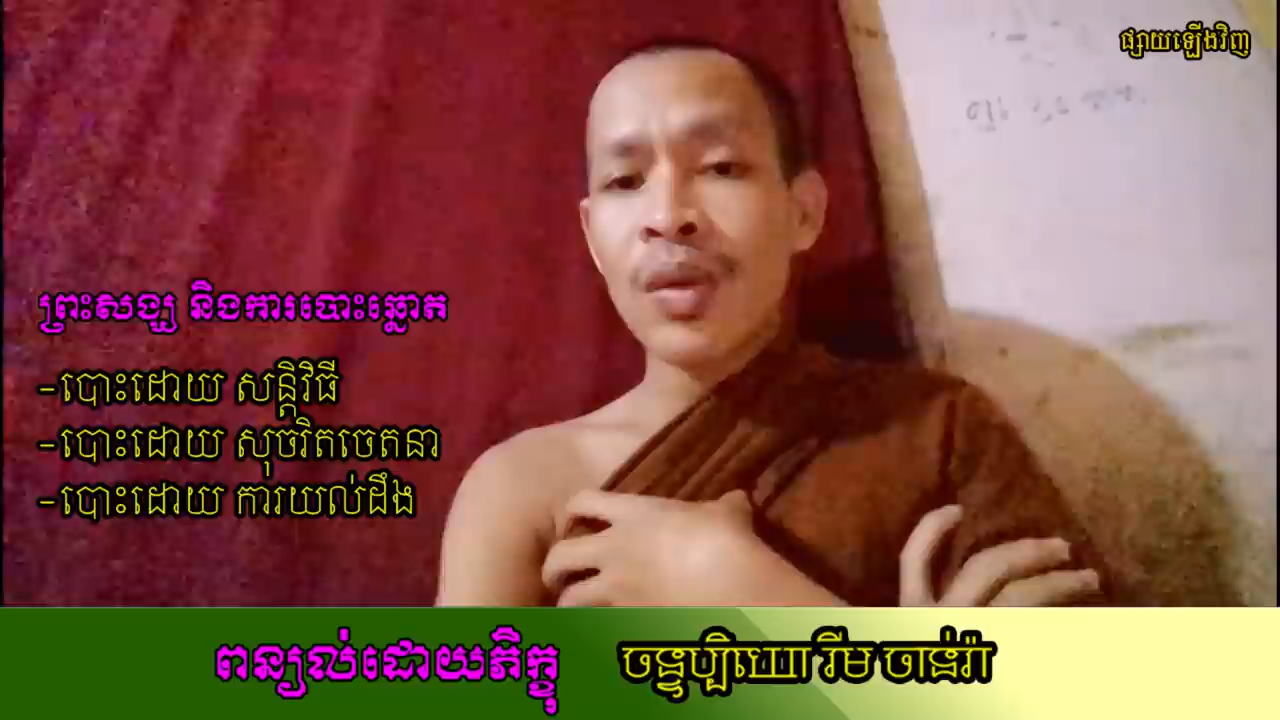 ផ្សាយឡើងវិញ
ព្រះសង្ឃ និងការបោះឆ្នោត
-បោះដោយ សន្តិវិធី
-បោះដោយ សុចរិតចេតនា
-បោះដោយ ការយល់ដឹង
ពន្យល់ដោយភិក្ខុ ចន្ទប្បិយោ រឹម ចាន់រ៉ា